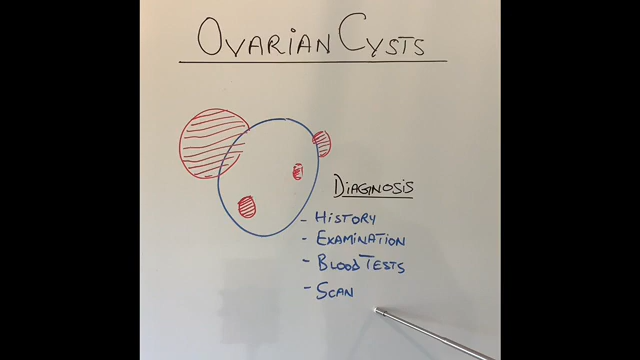 OVARIAN CYSTS
DIAGNOSIS
- HISTORY
- EXAMINATION
- BLOOD TESTS
- SCAN